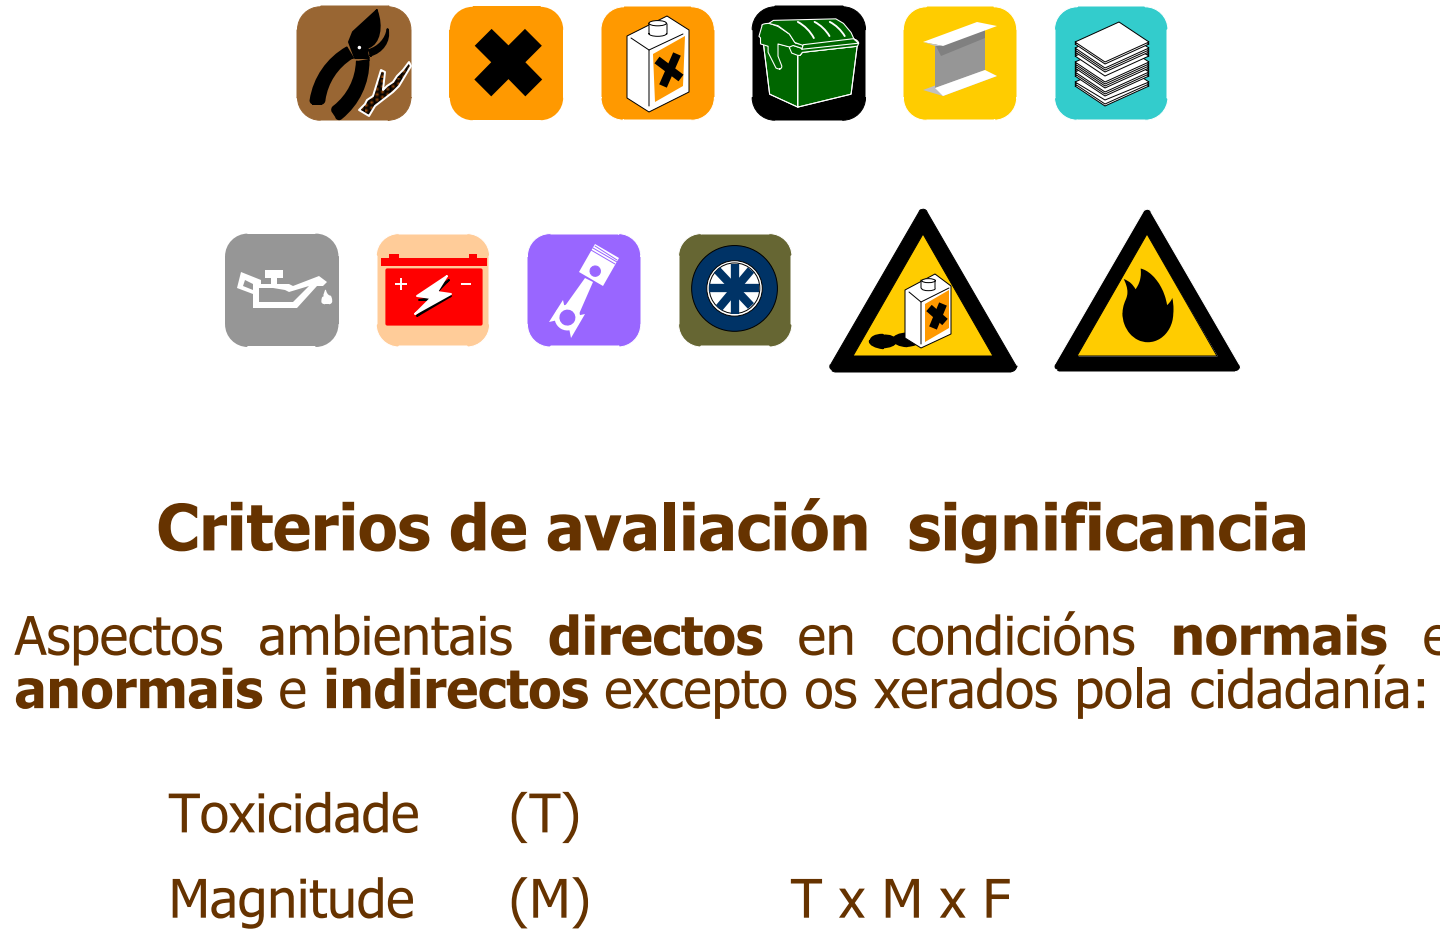 Criterios de avaliación significancia
Aspectos ambientais directos en condicións normais e
anormais e indirectos excepto os xerados pola cidadanía:
Toxicidade (T)
Magnitude (M) T x M x F